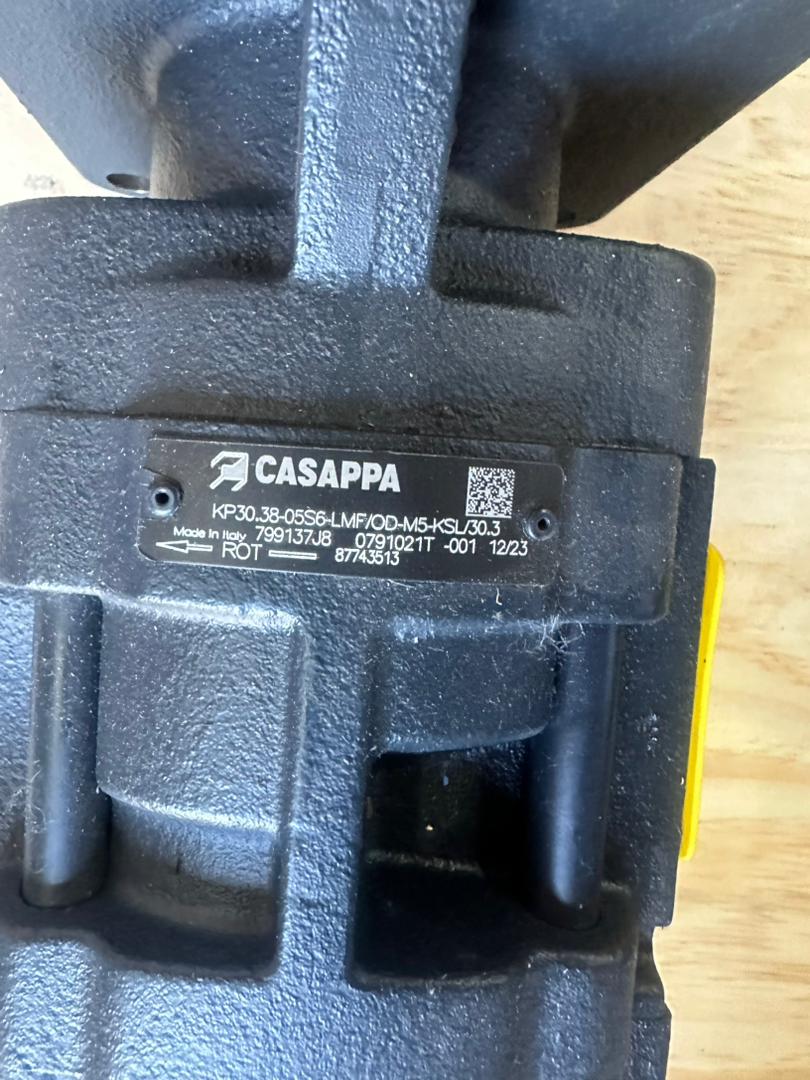 CASAPPA
KP30.38-05S6-LMF/OD-M5-KSL/30.3
Made in Italy 799137J8 0791021T -001 12/23
ROT 87743513